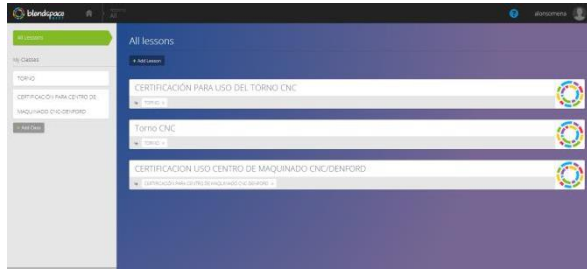 blendspace
All lessons
All lessons
My Classes
+ Add Lesson
TORNO
CERTIFICACIÓN PARA CENTRO DE
MAQUINADO CNC/DENFORD
+ Add Class
CERTIFICACIÓN PARA USO DEL TORNO CNC
TORNO x
Torno CNC
TORNO x
CERTIFICACION USO CENTRO DE MAQUINADO CNC/DENFORD
CERTIFICACIÓN PARA CENTRO DE MAQUINADO CNC/DENFORD x